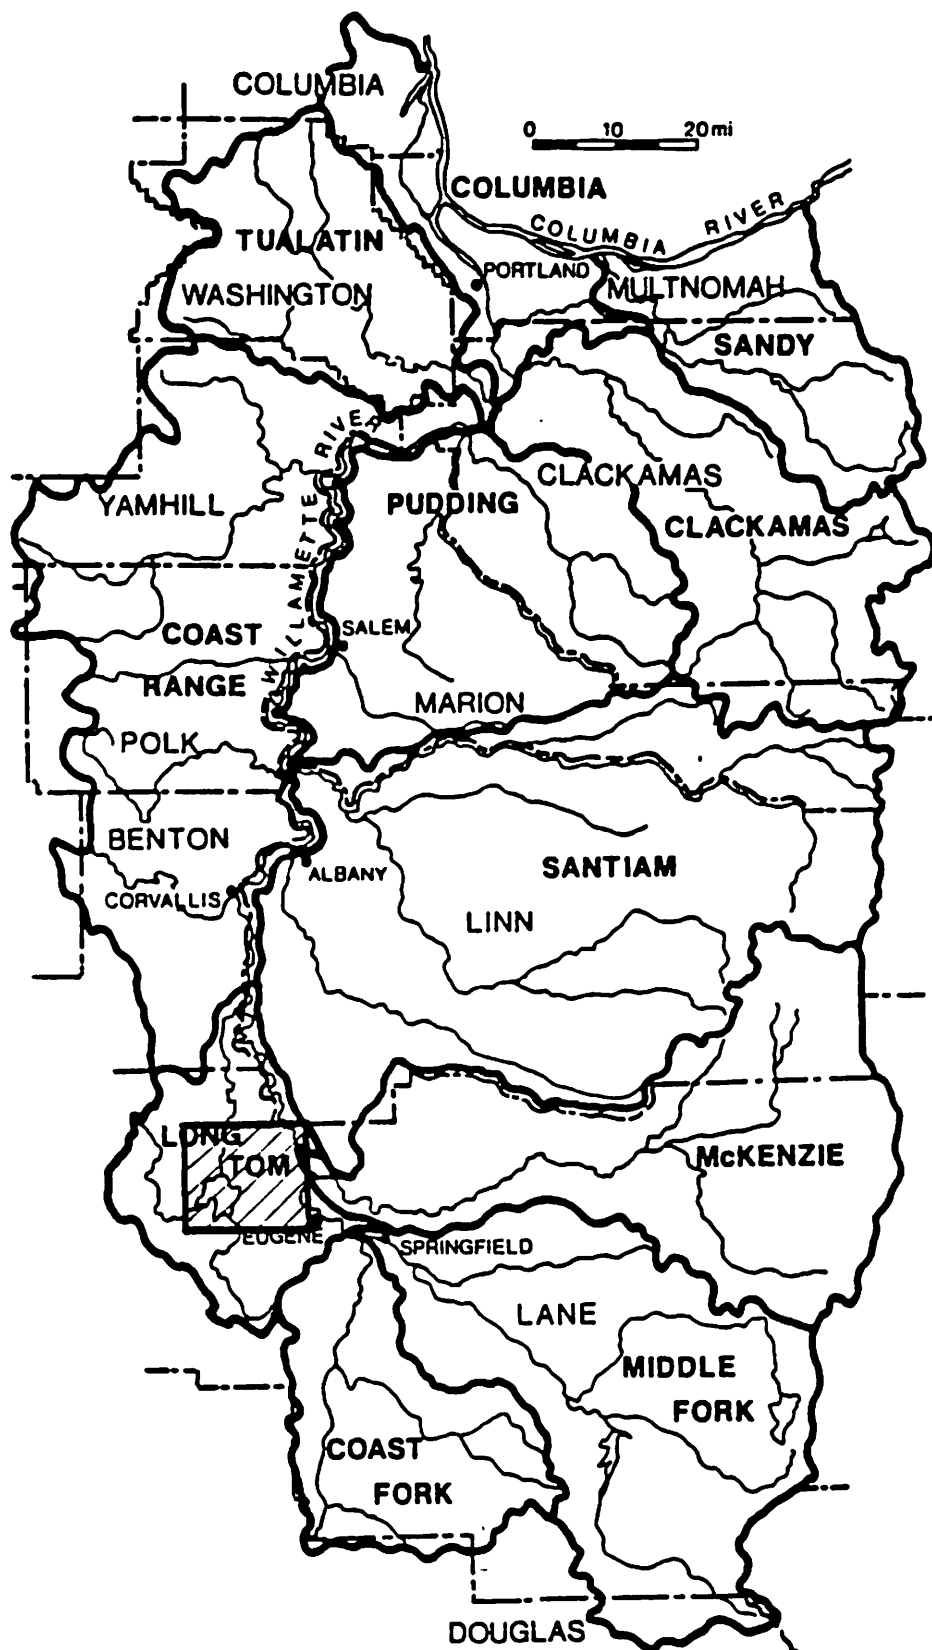 COLUMBIA
0 10 20 mi
COLUMBIA
COLUMBIA RIVER
TUALATIN
PORTLAND
WASHINGTON
MULTNOMAH
SANDY
WILLAMETTE RIVER
CLACKAMAS
YAMHILL
PUDDING
CLACKAMAS
COAST
RANGE
SALEM
MARION
POLK
BENTON
SANTIAM
ALBANY
CORVALLIS
LINN
LONG
TOM
McKENZIE
EUGENE
SPRINGFIELD
LANE
MIDDLE
FORK
COAST
FORK
DOUGLAS